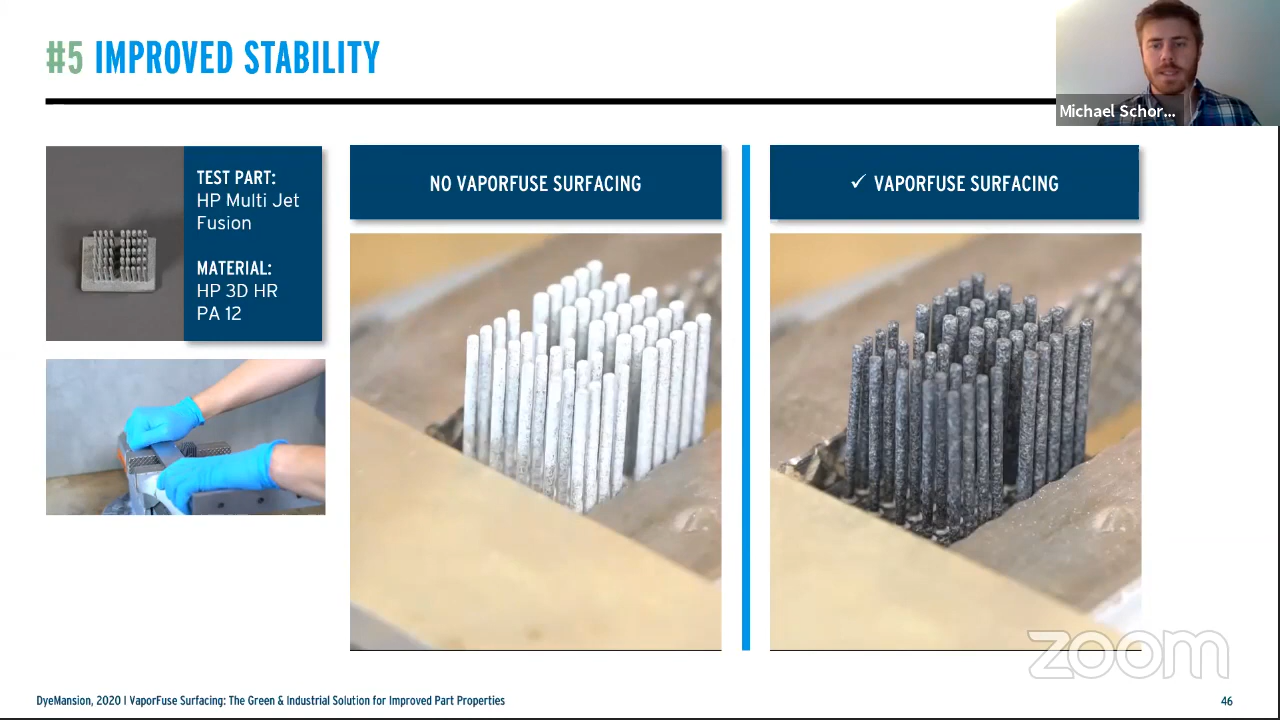 #5 IMPROVED STABILITY
Michael Schor...
TEST PART:
HP Multi Jet
Fusion
MATERIAL:
HP 3D HR
PA 12
NO VAPORFUSE SURFACING
✓ VAPORFUSE SURFACING
zoom
DyeMansion, 2020 I VaporFuse Surfacing: The Green & Industrial Solution for Improved Part Properties
46